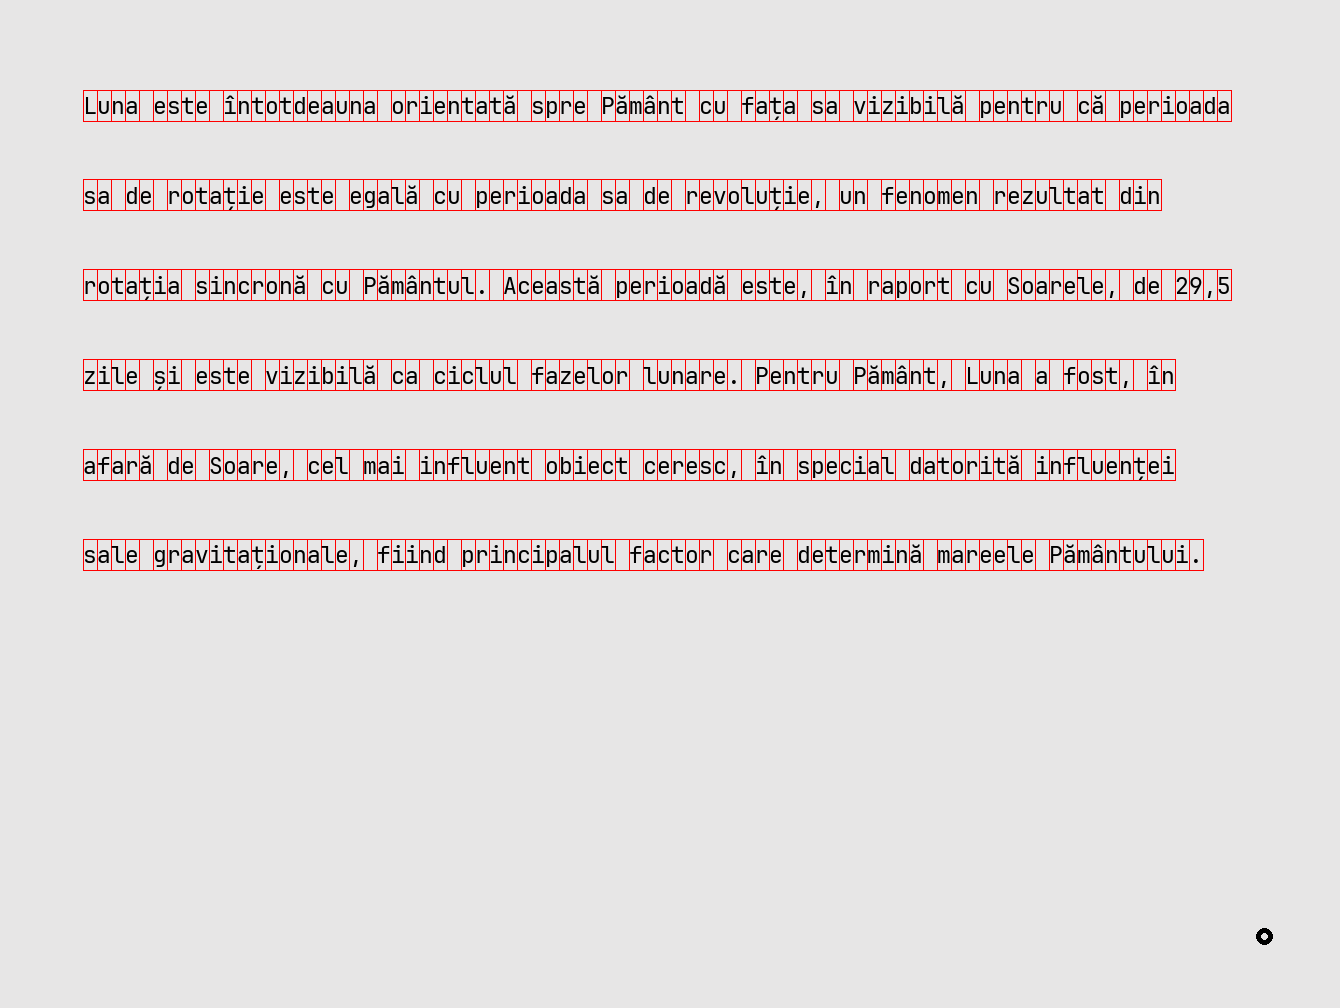 Luna este întotdeauna orientată spre Pământ cu fața sa vizibilă pentru că perioada
sa de rotație este egală cu perioada sa de revoluție, un fenomen rezultat din
rotația sincronă cu Pământul. Această perioadă este, în raport cu Soarele, de 29,5
zile și este vizibilă ca ciclul fazelor lunare. Pentru Pământ, Luna a fost, în
afară de Soare, cel mai influent obiect ceresc, în special datorită influenței
sale gravitaționale, fiind principalul factor care determină mareele Pământului.